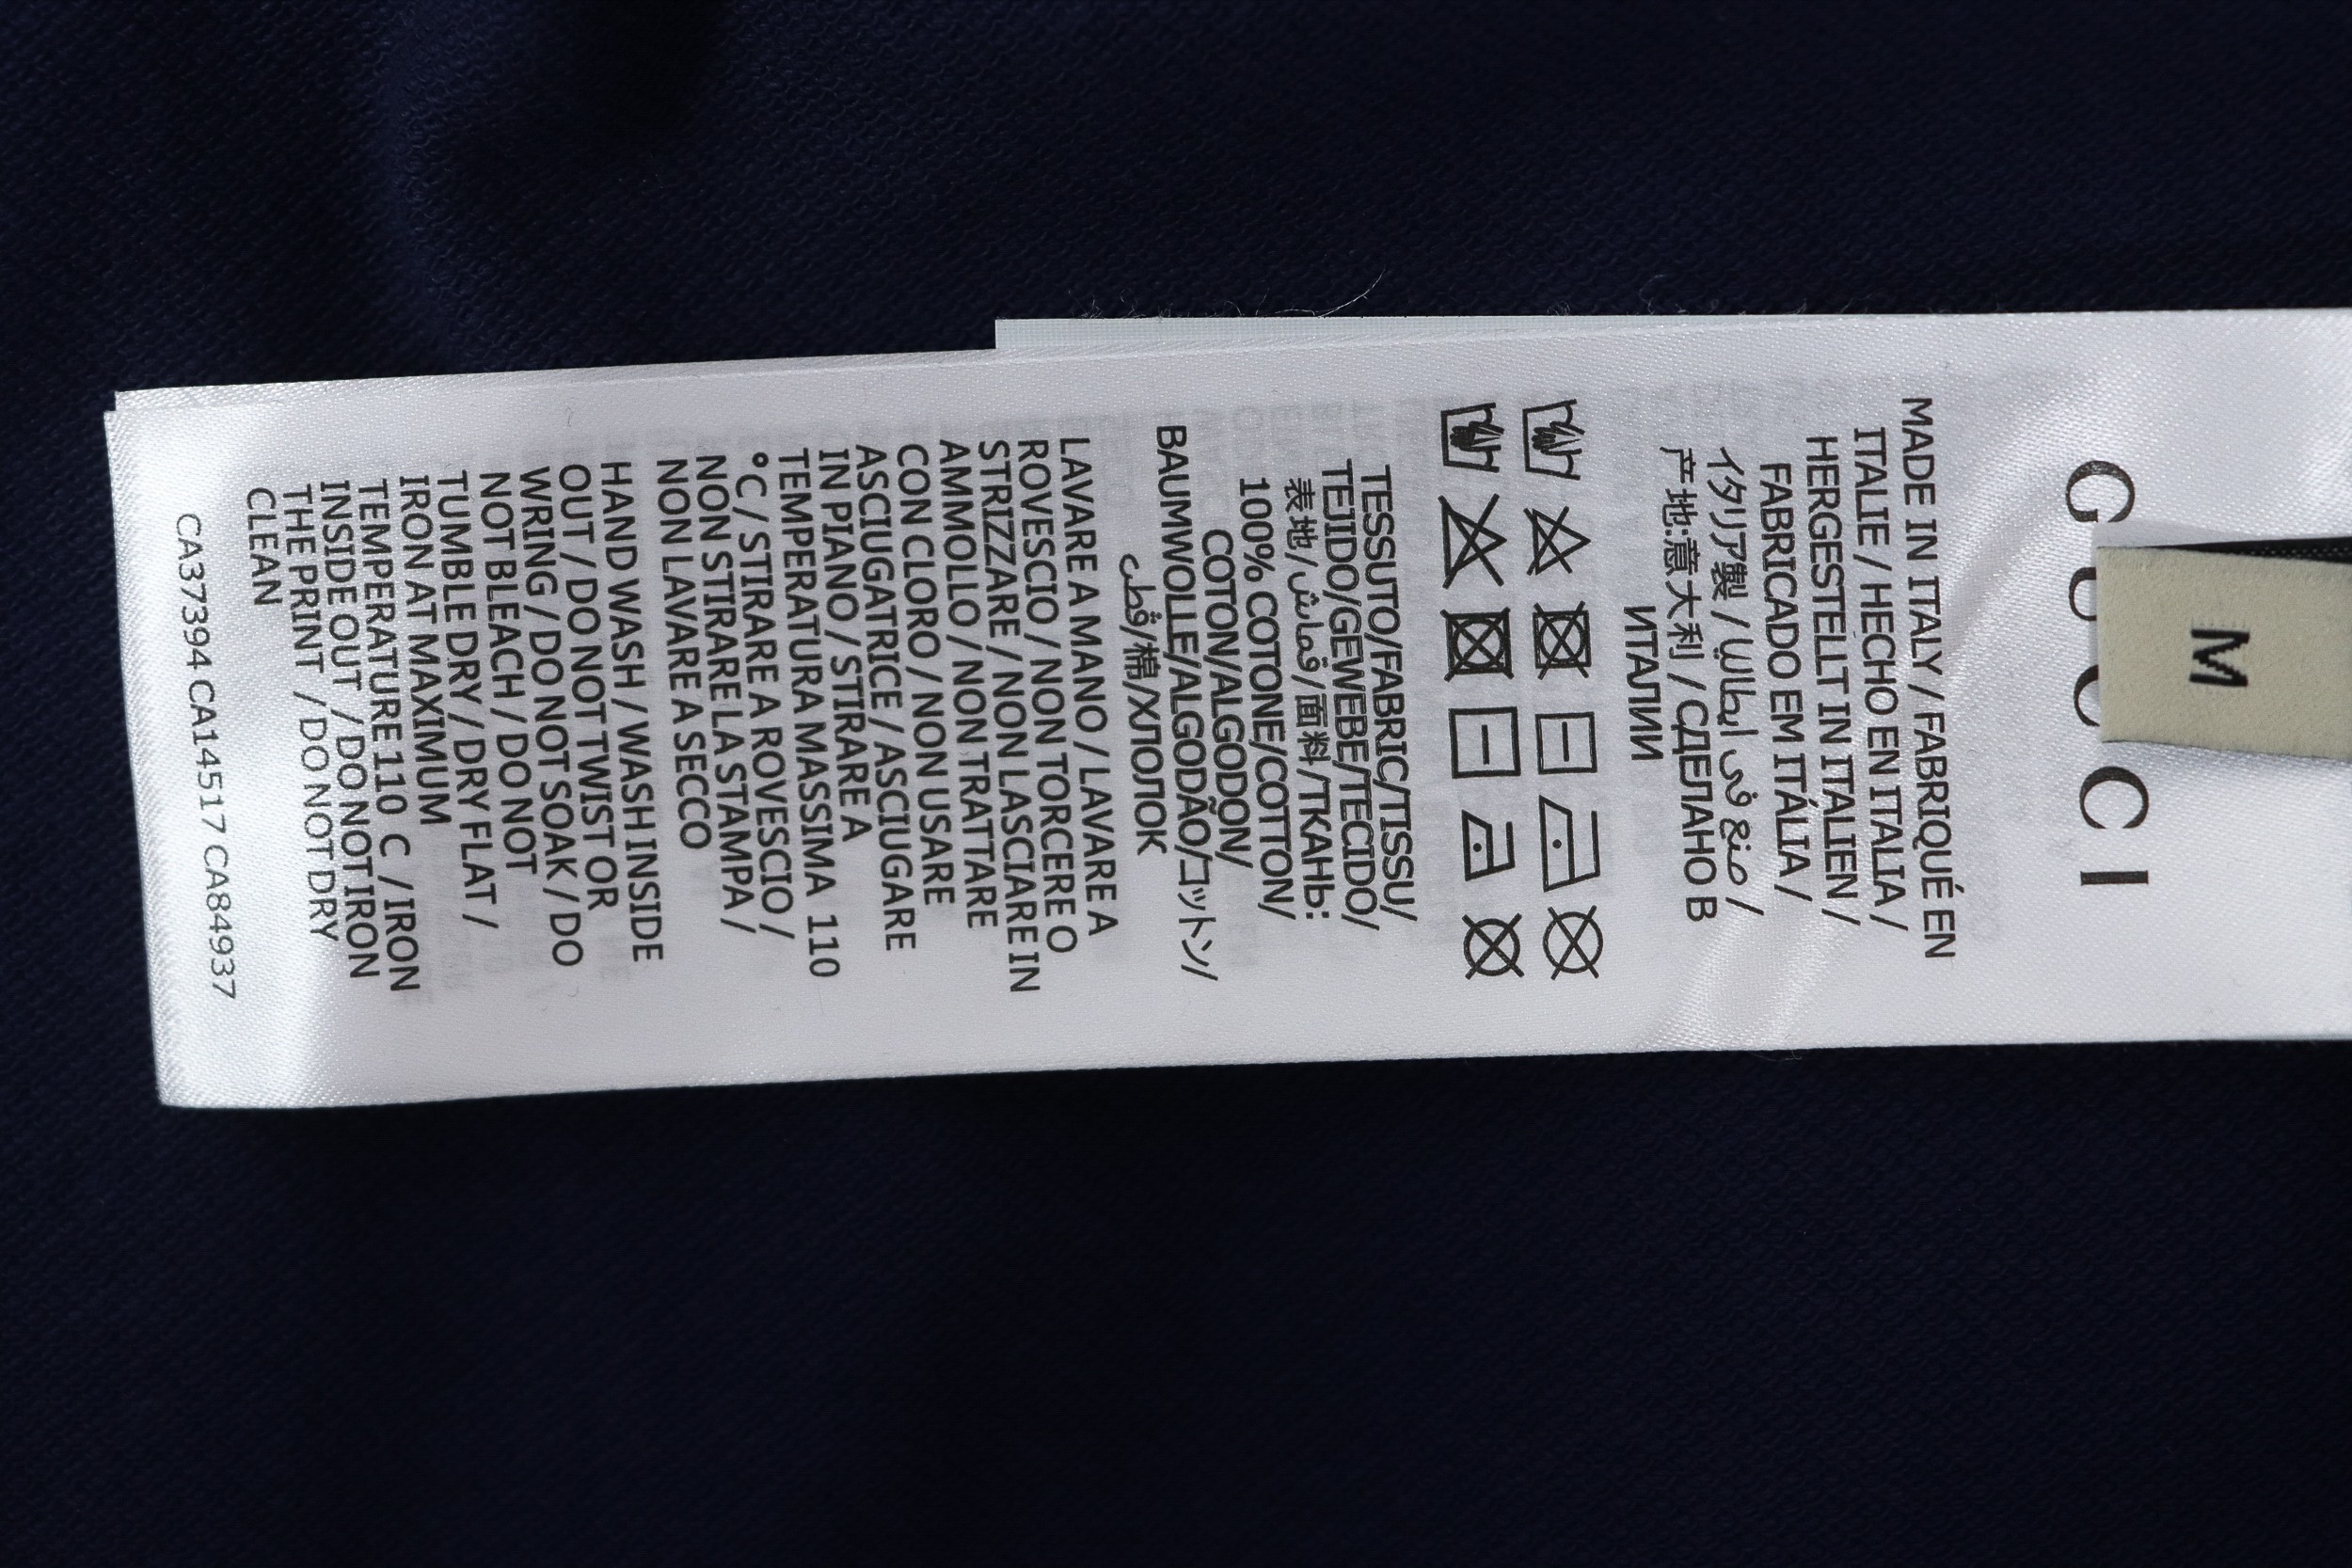 GUCCI
M
MADE IN ITALY / FABRIQUÉ EN
ITALIE / HECHO EN ITALIA /
HERGESTELLT IN ITALIEN /
FABRICADO EM ITÁLIA /
イタリア製 / صنع في ايطاليا /
产地:意大利 / СДЕЛАНО В
ИТАЛИИ
TESSUTO/FABRIC/TISSU/
TEJIDO/GEWEBE/TECIDO/
表地/قماش/面料/ТКАНЬ:
100% COTONE/COTTON/
COTON/ALGODON/
BAUMWOLLE/ALGODÃO/コットン/
قطن/棉/ХЛОПОК
LAVARE A MANO / LAVARE A
ROVESCIO / NON TORCERE O
STRIZZARE / NON LASCIARE IN
AMMOLLO / NON TRATTARE
CON CLORO / NON USARE
ASCIUGATRICE / ASCIUGARE
IN PIANO / STIRARE A
TEMPERATURA MASSIMA 110
°C / STIRARE A ROVESCIO /
NON STIRARE LA STAMPA /
NON LAVARE A SECCO
HAND WASH / WASH INSIDE
OUT / DO NOT TWIST OR
WRING / DO NOT SOAK / DO
NOT BLEACH / DO NOT
TUMBLE DRY / DRY FLAT /
IRON AT MAXIMUM
TEMPERATURE 110 C / IRON
INSIDE OUT / DO NOT IRON
THE PRINT / DO NOT DRY
CLEAN
CA37394 CA14517 CA84937